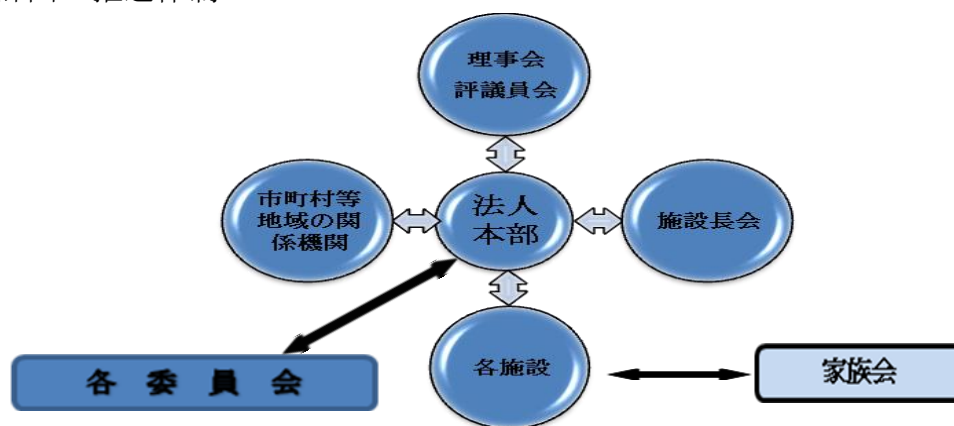 理事会
評議員会
市町村等
地域の関
係機関
法人
本部
施設長会
各施設
各委員会
家族会